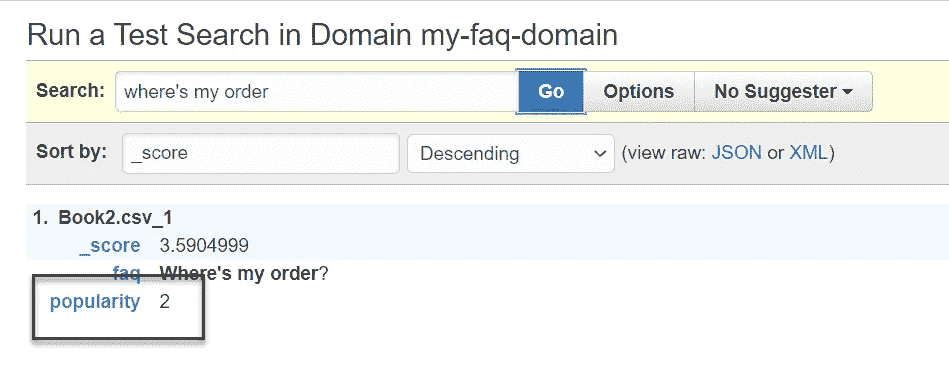 Run a Test Search in Domain my-faq-domain
Search: where's my order Go Options No Suggester
Sort by: _score Descending (view raw: JSON or XML)
1. Book2.csv_1
_score 3.5904999
faq Where's my order?
popularity 2